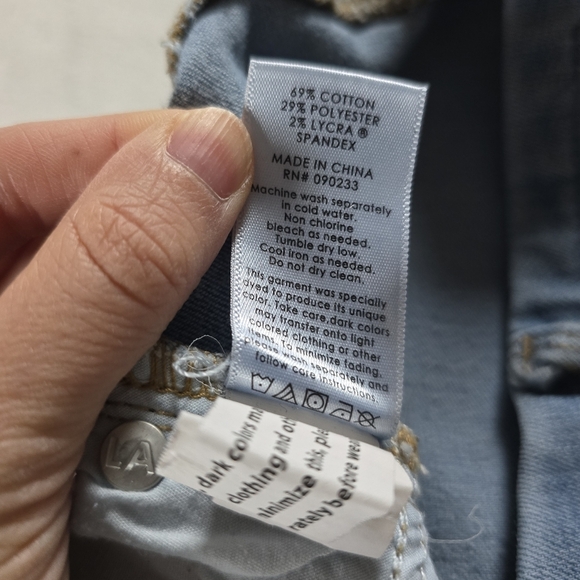 69% COTTON
29% POLYESTER
2% LYCRA ®
SPANDEX
MADE IN CHINA
RN# 090233
Machine wash separately
in cold water.
Non chlorine
bleach as needed.
Tumble dry low.
Cool iron as needed.
Do not dry clean.
This garment was specially
dyed to produce its unique
color. Take care,dark colors
may transfer onto light
colored clothing or other
items. To minimize fading,
please wash separately and
follow care instructions.
dark colors
clothing and
this,
before
LA